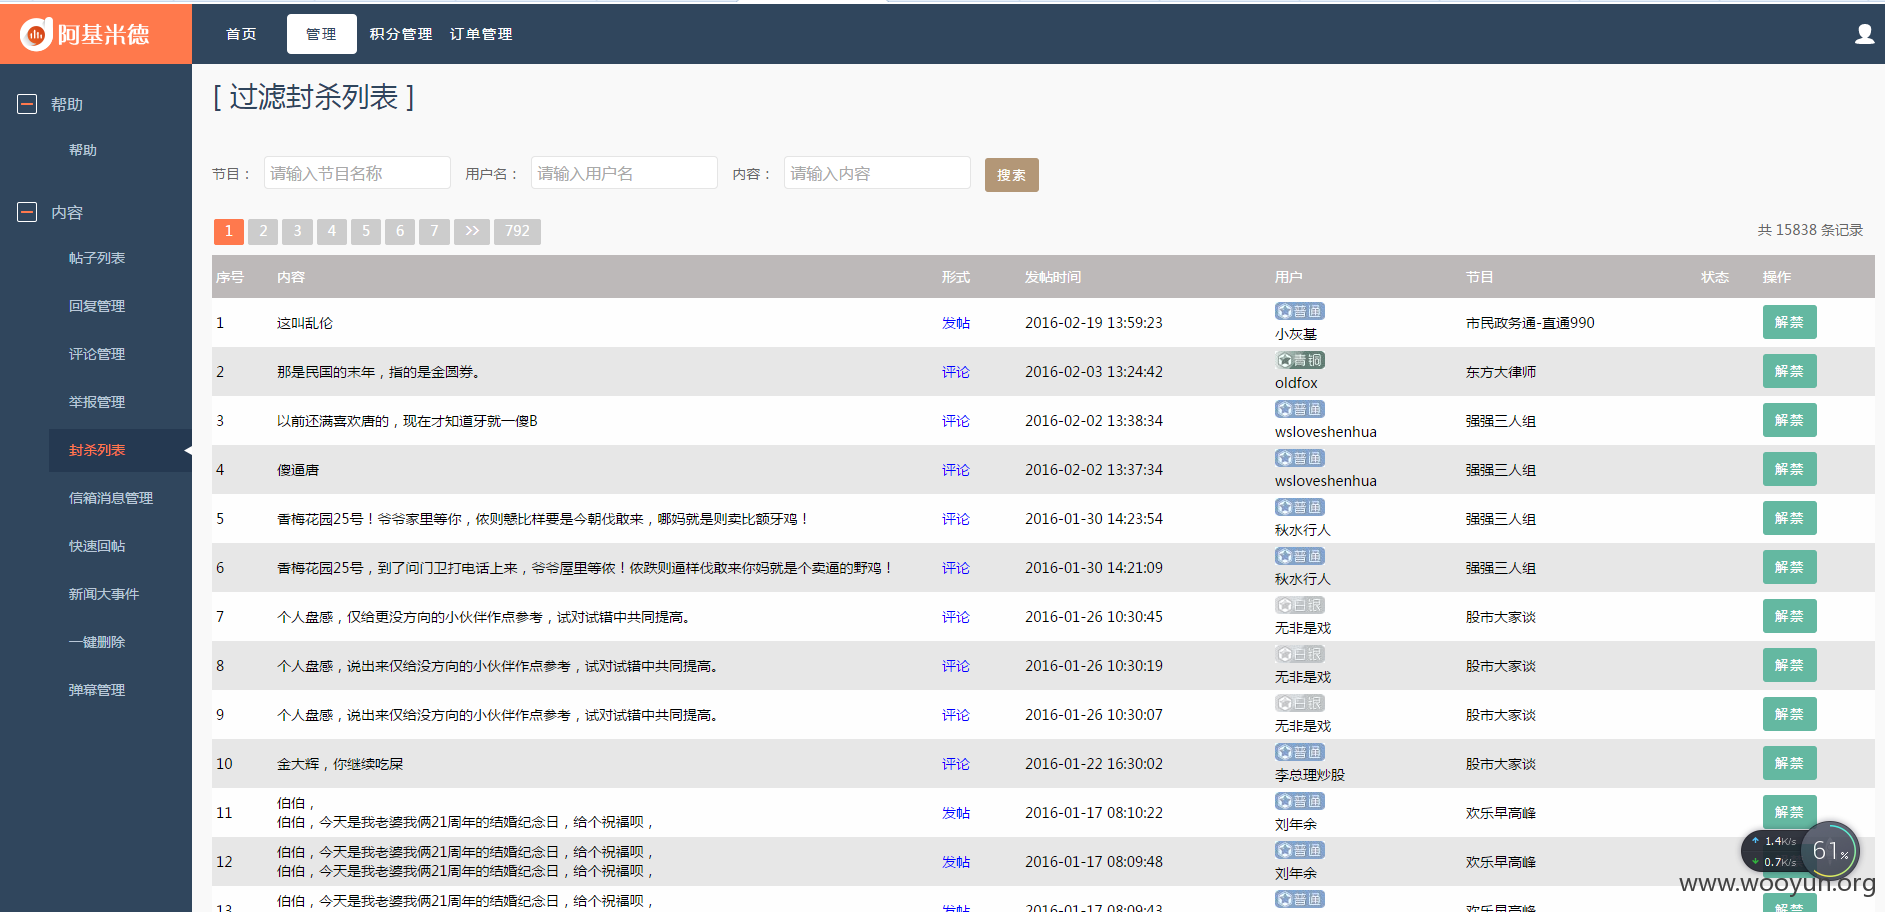 阿基米德
首页 管理 积分管理 订单管理
帮助
帮助
内容
帖子列表
回复管理
评论管理
举报管理
封杀列表
信箱消息管理
快速回帖
新闻大事件
一键删除
弹幕管理
[ 过滤封杀列表 ]
节目： 请输入节目名称 用户名： 请输入用户名 内容： 请输入内容 搜索
1 2 3 4 5 6 7 >> 792 共 15838 条记录
序号 内容 形式 发帖时间 用户 节目 状态 操作
1 这叫乱伦 发帖 2016-02-19 13:59:23 普通 小灰基 市民政务通-直通990 解禁
2 那是民国的末年，指的是金圆券。 评论 2016-02-03 13:24:42 青铜 oldfox 东方大律师 解禁
3 以前还满喜欢唐的，现在才知道牙就一傻B 评论 2016-02-02 13:38:34 普通 wsloveshenhua 强强三人组 解禁
4 傻逼唐 评论 2016-02-02 13:37:34 普通 wsloveshenhua 强强三人组 解禁
5 香梅花园25号！爷爷家里等你，侬则戆比样要是今朝伐敢来，哪妈就是则卖比额牙鸡！ 评论 2016-01-30 14:23:54 普通 秋水行人 强强三人组 解禁
6 香梅花园25号，到了问门卫打电话上来，爷爷屋里等侬！侬跌则逼样伐敢来你妈就是个卖逼的野鸡！ 评论 2016-01-30 14:21:09 普通 秋水行人 强强三人组 解禁
7 个人盘感，仅给更没方向的小伙伴作点参考，试对试错中共同提高。 评论 2016-01-26 10:30:45 白银 无非是戏 股市大家谈 解禁
8 个人盘感，说出来仅给没方向的小伙伴作点参考，试对试错中共同提高。 评论 2016-01-26 10:30:19 白银 无非是戏 股市大家谈 解禁
9 个人盘感，说出来仅给没方向的小伙伴作点参考，试对试错中共同提高。 评论 2016-01-26 10:30:07 白银 无非是戏 股市大家谈 解禁
10 金大辉，你继续吃屎 评论 2016-01-22 16:30:02 普通 李总理炒股 股市大家谈 解禁
11 伯伯，
伯伯，今天是我老婆我俩21周年的结婚纪念日，给个祝福呗， 发帖 2016-01-17 08:10:22 普通 刘年余 欢乐早高峰 解禁
12 伯伯，今天是我老婆我俩21周年的结婚纪念日，给个祝福呗，
伯伯，今天是我老婆我俩21周年的结婚纪念日，给个祝福呗， 发帖 2016-01-17 08:09:48 普通 刘年余 欢乐早高峰
13 伯伯，今天是我老婆我俩21周年的结婚纪念日，给个祝福呗， 发帖 2016-01-17 08:09:43 普通 欢乐早高峰 解禁
1.4K/s
0.7K/s
61%
www.wooyun.org